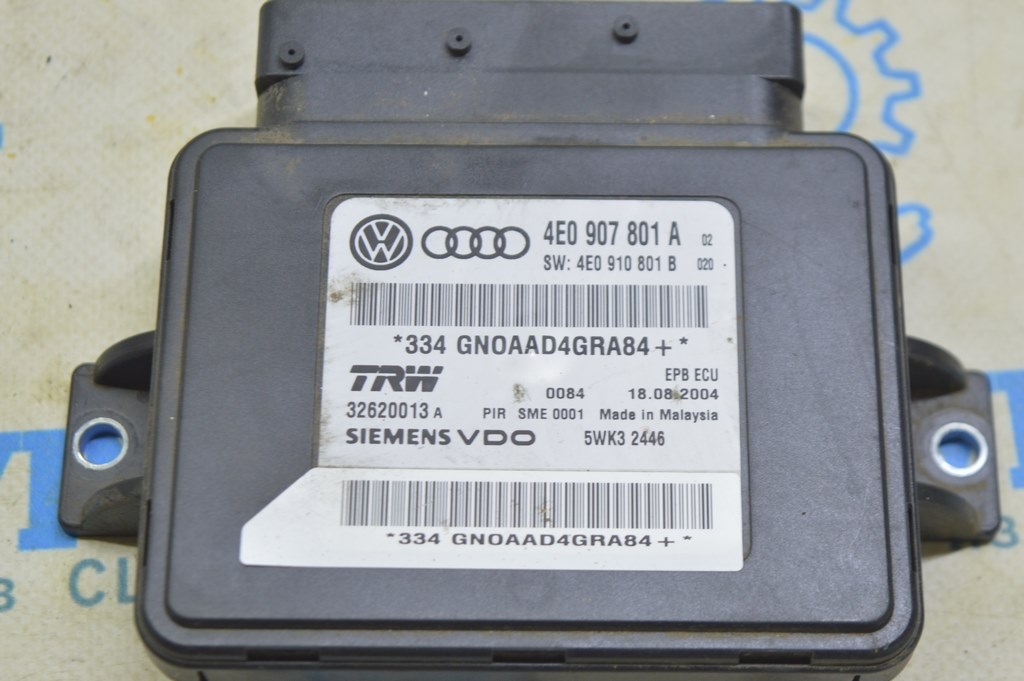 4E0 907 801 A 02
SW: 4E0 910 801 B 020
*334 GNOAAD4GRA84+*
TRW EPB ECU
0084 18.08.2004
32620013 A PIR SME 0001 Made in Malaysia
SIEMENS VDO 5WK3 2446
*334 GNOAAD4GRA84+*